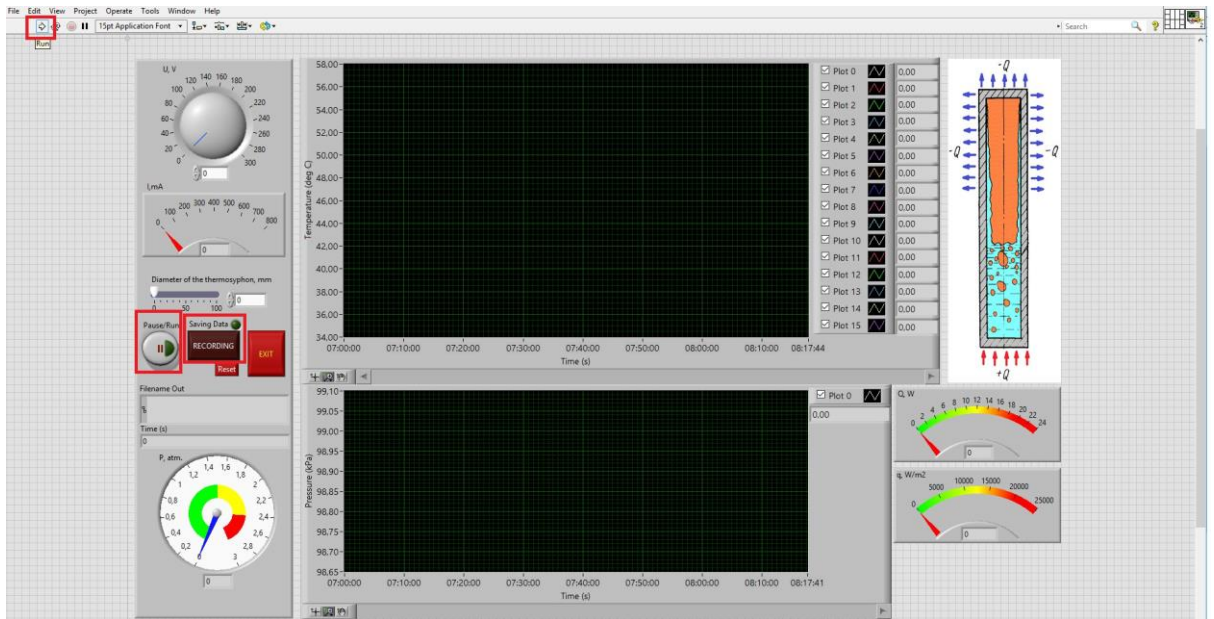 File Edit View Project Operate Tools Window Help
15pt Application Font
Search
Run
U, V
0 20 40 60 80 100 120 140 160 180 200 220 240 260 280 300
0
I,mA
0 100 200 300 400 500 600 700 800
0
Diameter of the thermosyphon, mm
0 50 100
0
Pause/Run
Saving Data
RECORDING
EXIT
Reset
Filename Out
Time (s)
0
P, atm.
0 0,2 0,4 0,6 0,8 1 1,2 1,4 1,6 1,8 2 2,2 2,4 2,6 2,8 3
0
Temperature (deg C)
58,00
56,00
54,00
52,00
50,00
48,00
46,00
44,00
42,00
40,00
38,00
36,00
34,00
07:00:00 07:10:00 07:20:00 07:30:00 07:40:00 07:50:00 08:00:00 08:10:00 08:17:44
Time (s)
Plot 0 0,00
Plot 1 0,00
Plot 2 0,00
Plot 3 0,00
Plot 4 0,00
Plot 5 0,00
Plot 6 0,00
Plot 7 0,00
Plot 8 0,00
Plot 9 0,00
Plot 10 0,00
Plot 11 0,00
Plot 12 0,00
Plot 13 0,00
Plot 14 0,00
Plot 15 0,00
-Q
-Q -Q
+Q
Pressure (kPa)
99,10
99,05
99,00
98,95
98,90
98,85
98,80
98,75
98,70
98,65
07:00:00 07:10:00 07:20:00 07:30:00 07:40:00 07:50:00 08:00:00 08:10:00 08:17:41
Time (s)
Plot 0
0,00
Q, W
0 2 4 6 8 10 12 14 16 18 20 22 24
0
q, W/m2
0 5000 10000 15000 20000 25000
0